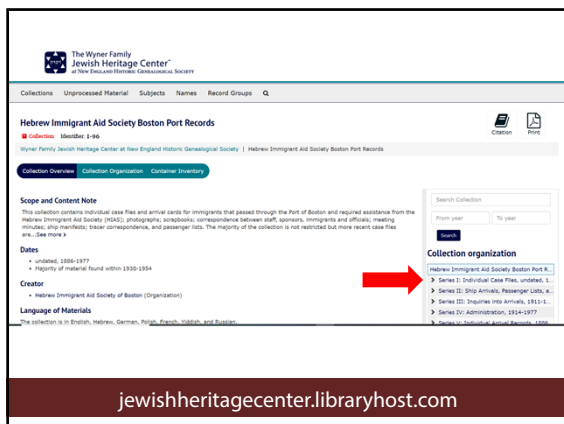 The Wyner Family
Jewish Heritage Center
at New England Historic Genealogical Society
Collections Unprocessed Material Subjects Names Record Groups
Hebrew Immigrant Aid Society Boston Port Records
Collection Identifier: I-96
Citation Print
Wyner Family Jewish Heritage Center at New England Historic Genealogical Society | Hebrew Immigrant Aid Society Boston Port Records
Collection Overview Collection Organization Container Inventory
Scope and Content Note
This collection contains individual case files and arrival cards for immigrants that passed through the Port of Boston and required assistance from the
Hebrew Immigrant Aid Society (HIAS); photographs; scrapbooks; correspondence between staff, sponsors, immigrants and officials; meeting
minutes; ship manifests; tracer correspondence, and passenger lists. The majority of the collection is not restricted but more recent case files
are...See more >
Dates
• undated, 1886-1977
• Majority of material found within 1938-1954
Creator
• Hebrew Immigrant Aid Society of Boston (Organization)
Language of Materials
The collection is in English, Hebrew, German, Polish, French, Yiddish, and Russian.
Search Collection
From year To year
Search
Collection organization
Hebrew Immigrant Aid Society Boston Port R...
> Series I: Individual Case Files, undated, 1...
> Series II: Ship Arrivals, Passenger Lists, a...
> Series III: Inquiries into Arrivals, 1911-1...
> Series IV: Administration, 1914-1977
> Series V: Individual Arrival Records, 1886...
jewishheritagecenter.libraryhost.com